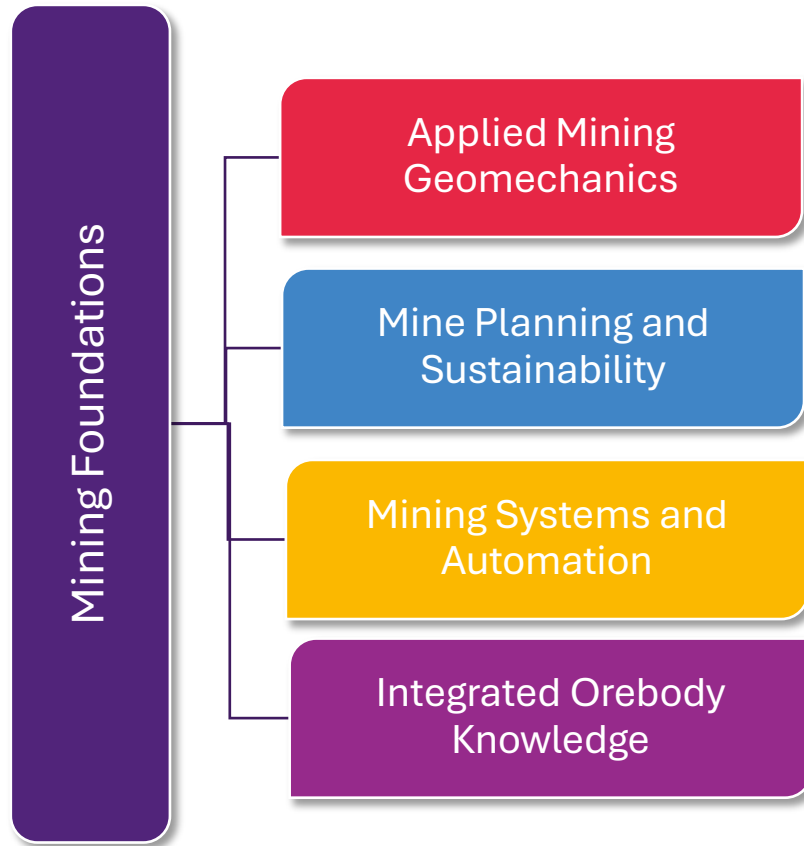 Mining Foundations
Applied Mining
Geomechanics
Mine Planning and
Sustainability
Mining Systems and
Automation
Integrated Orebody
Knowledge